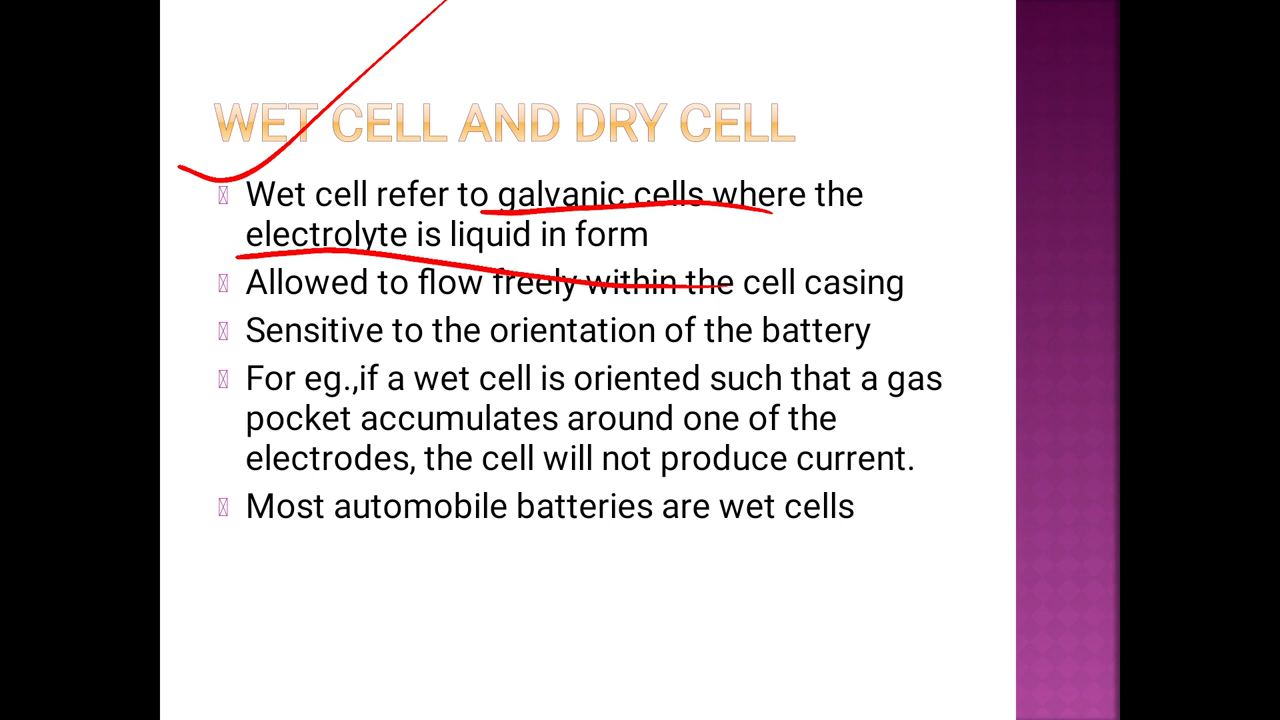 WET CELL AND DRY CELL
Wet cell refer to galvanic cells where the
electrolyte is liquid in form
Allowed to flow freely within the cell casing
Sensitive to the orientation of the battery
For eg.,if a wet cell is oriented such that a gas
pocket accumulates around one of the
electrodes, the cell will not produce current.
Most automobile batteries are wet cells